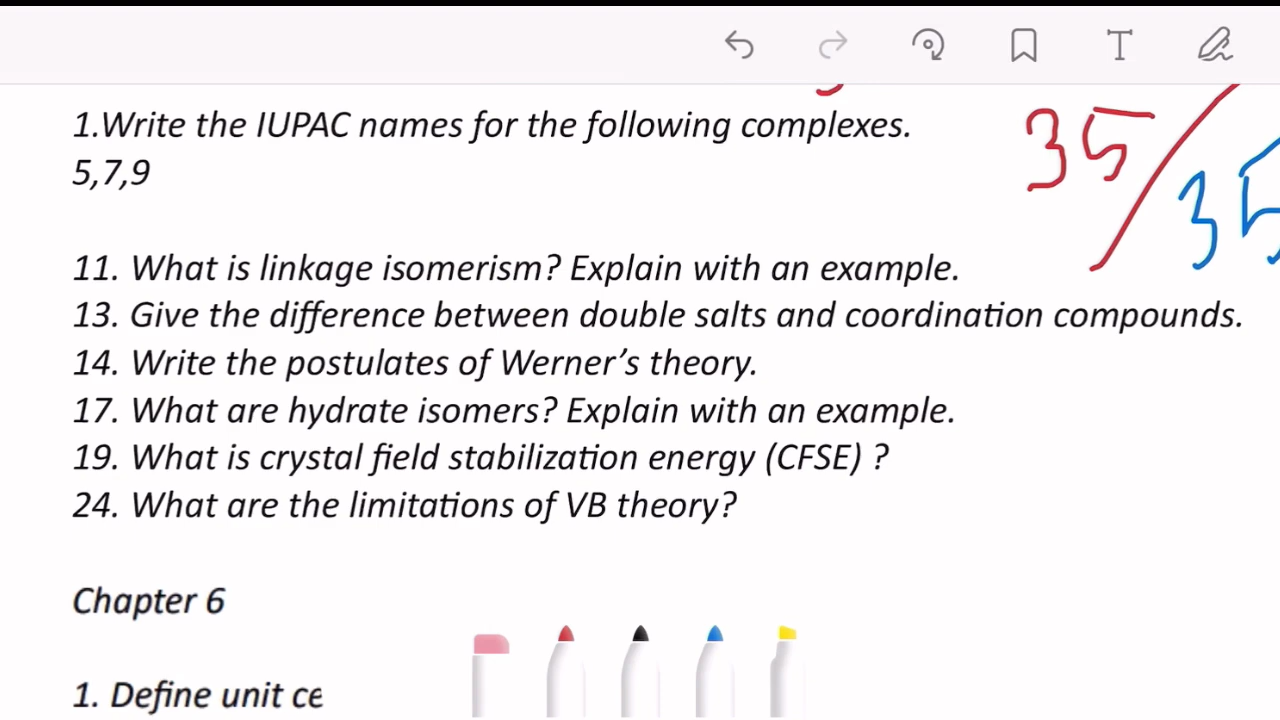 1.Write the IUPAC names for the following complexes.
5,7,9
35/35
11. What is linkage isomerism? Explain with an example.
13. Give the difference between double salts and coordination compounds.
14. Write the postulates of Werner’s theory.
17. What are hydrate isomers? Explain with an example.
19. What is crystal field stabilization energy (CFSE) ?
24. What are the limitations of VB theory?
Chapter 6
1. Define unit ce